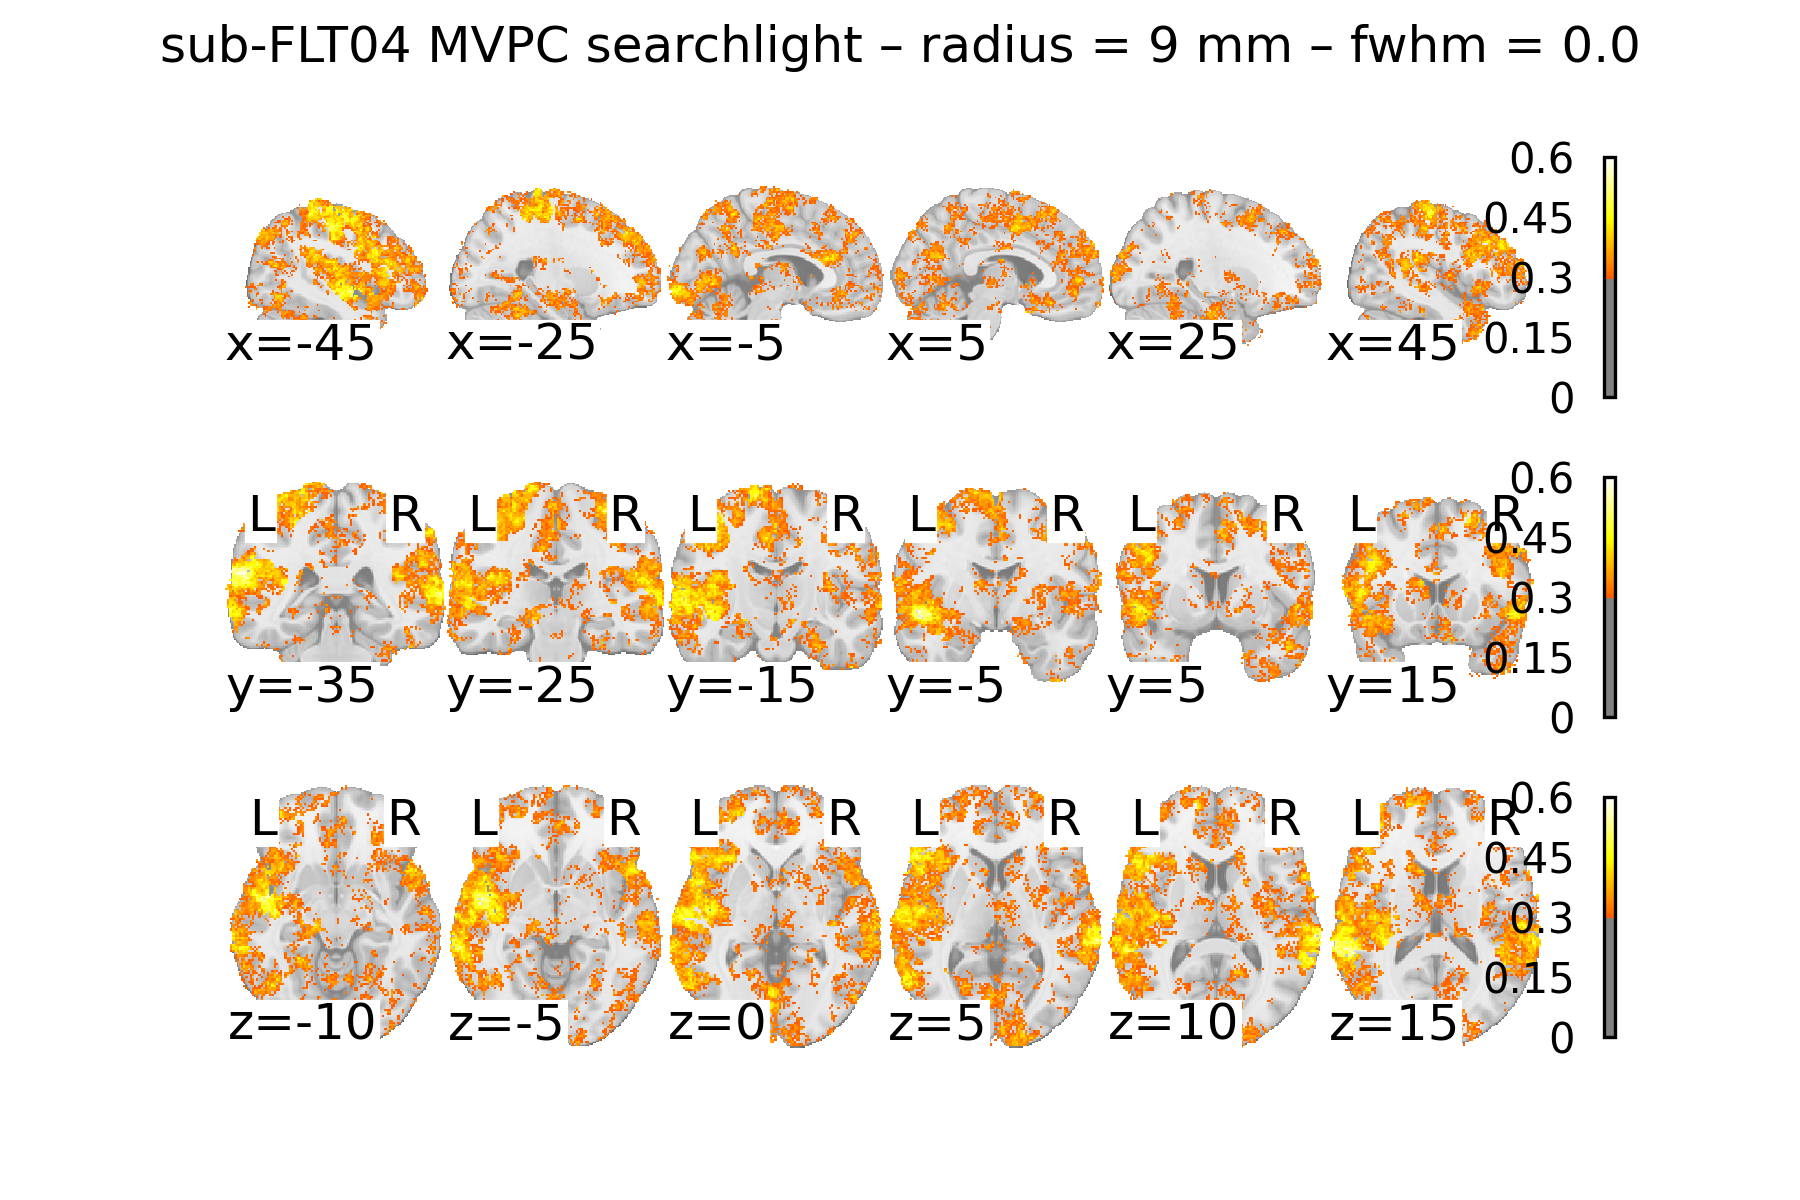 sub-FLT04 MVPC searchlight – radius = 9 mm – fwhm = 0.0
0.6
0.45
0.3
0.15
0
x=-45 x=-25 x=-5 x=5 x=25 x=45
L R L R L R L R L R L R
0.6
0.45
0.3
0.15
0
y=-35 y=-25 y=-15 y=-5 y=5 y=15
L R L R L R L R L R L R
0.6
0.45
0.3
0.15
0
z=-10 z=-5 z=0 z=5 z=10 z=15